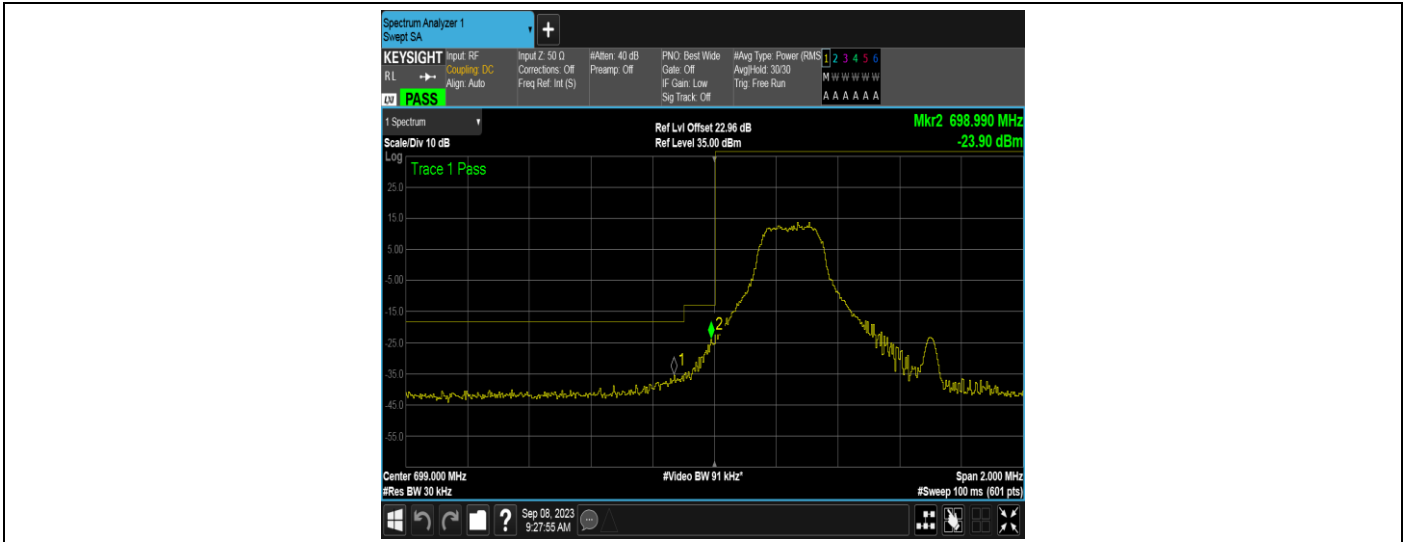 Spectrum Analyzer 1
Swept SA
+
KEYSIGHT
RL
LXI PASS
Input: RF
Coupling: DC
Align: Auto
Input Z: 50 Ω
Corrections: Off
Freq Ref: Int (S)
#Atten: 40 dB
Preamp: Off
PNO: Best Wide
Gate: Off
IF Gain: Low
Sig Track: Off
#Avg Type: Power (RMS
Avg|Hold: 30/30
Trig: Free Run
1 2 3 4 5 6
M W W W W W
A A A A A A
1 Spectrum
Scale/Div 10 dB
Ref Lvl Offset 22.96 dB
Ref Level 35.00 dBm
Mkr2 698.990 MHz
-23.90 dBm
Log
Trace 1 Pass
25.0
15.0
5.00
-5.00
-15.0
-25.0
-35.0
-45.0
-55.0
1
2
Center 699.000 MHz
#Res BW 30 kHz
#Video BW 91 kHz*
Span 2.000 MHz
#Sweep 100 ms (601 pts)
?
Sep 08, 2023
9:27:55 AM